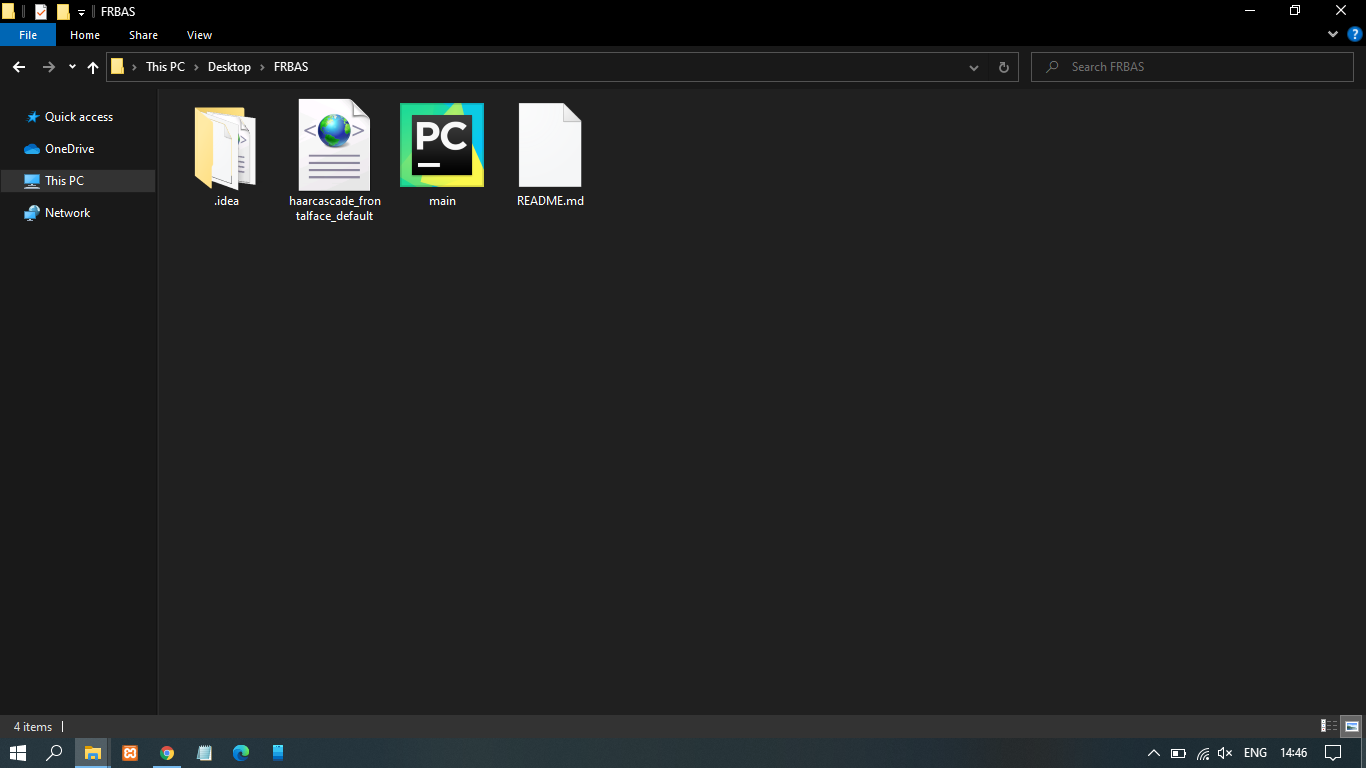 FRBAS
File Home Share View
This PC Desktop FRBAS Search FRBAS
Quick access
OneDrive
This PC
Network
.idea
haarcascade_fron
talface_default
PC
main
README.md
4 items
ENG 14:46